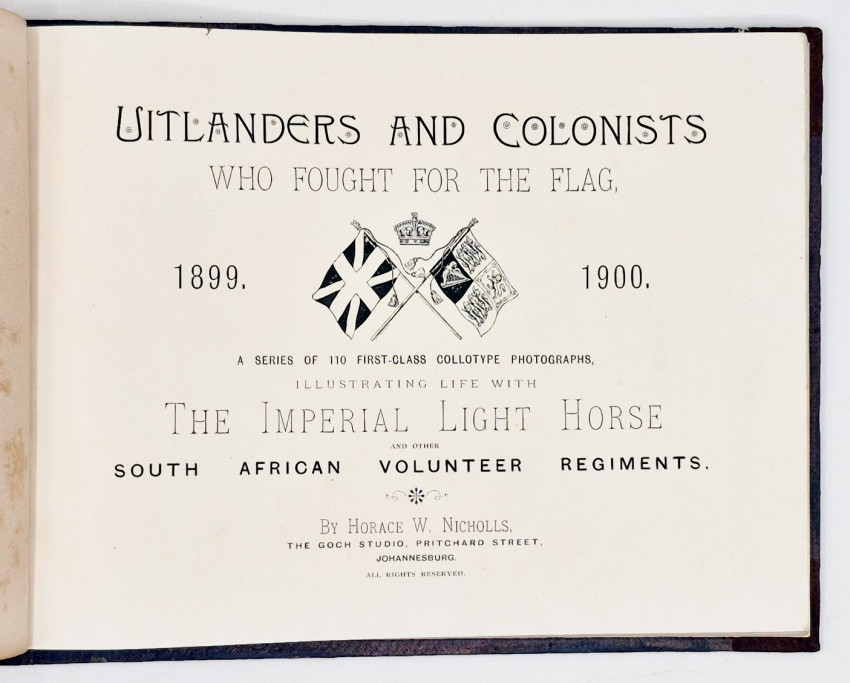 UITLANDERS AND COLONISTS
WHO FOUGHT FOR THE FLAG,
1899. 1900.
A SERIES OF 110 FIRST-CLASS COLLOTYPE PHOTOGRAPHS,
ILLUSTRATING LIFE WITH
THE IMPERIAL LIGHT HORSE
AND OTHER
SOUTH AFRICAN VOLUNTEER REGIMENTS.
BY HORACE W. NICHOLLS,
THE GOCH STUDIO, PRITCHARD STREET,
JOHANNESBURG.
ALL RIGHTS RESERVED.